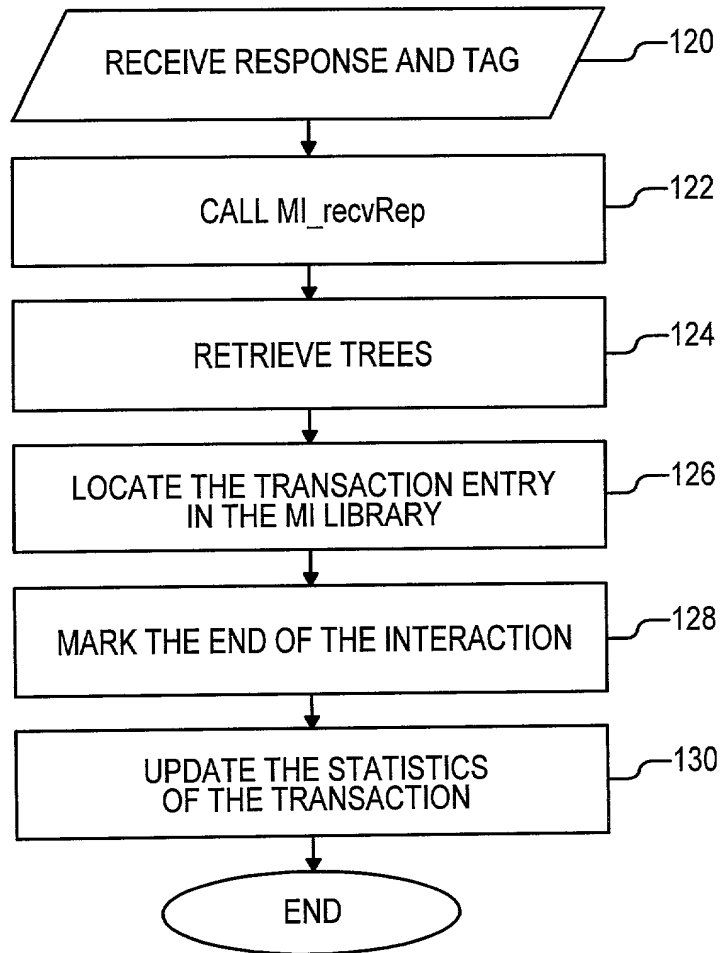 RECEIVE RESPONSE AND TAG
120
CALL MI_recvRep
122
RETRIEVE TREES
124
LOCATE THE TRANSACTION ENTRY
IN THE MI LIBRARY
126
MARK THE END OF THE INTERACTION
128
UPDATE THE STATISTICS
OF THE TRANSACTION
130
END